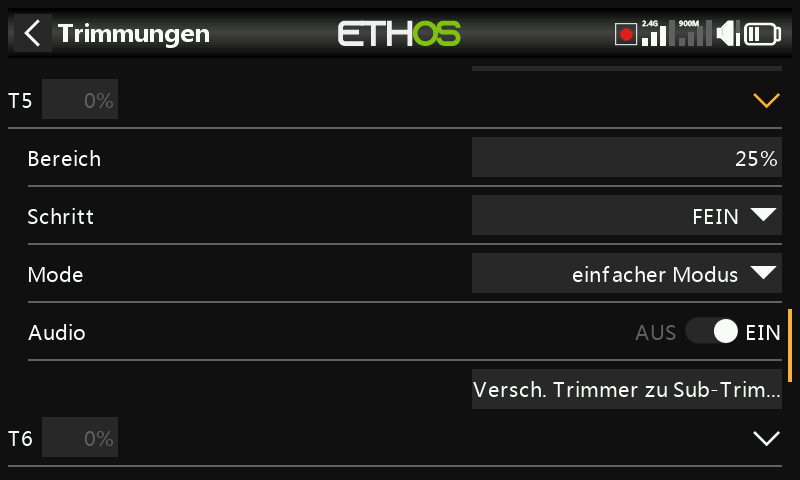 Trimmungen ETHOS 2.4G 900M
T5 0%
Bereich 25%
Schritt FEIN
Mode einfacher Modus
Audio AUS EIN
Versch. Trimmer zu Sub-Trim...
T6 0%